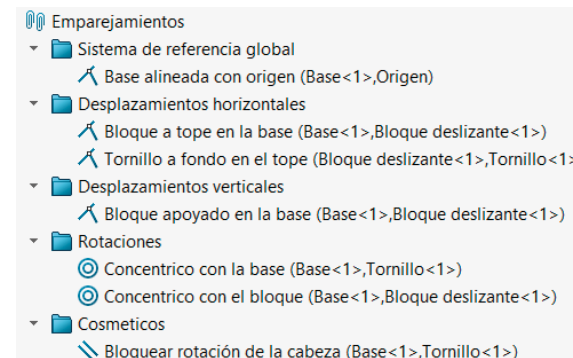 Emparejamientos
Sistema de referencia global
Base alineada con origen (Base<1>,Origen)
Desplazamientos horizontales
Bloque a tope en la base (Base<1>,Bloque deslizante<1>)
Tornillo a fondo en el tope (Bloque deslizante<1>,Tornillo<1>
Desplazamientos verticales
Bloque apoyado en la base (Base<1>,Bloque deslizante<1>)
Rotaciones
Concentrico con la base (Base<1>,Tornillo<1>)
Concentrico con el bloque (Base<1>,Bloque deslizante<1>)
Cosmeticos
Bloquear rotación de la cabeza (Base<1>,Tornillo<1>)